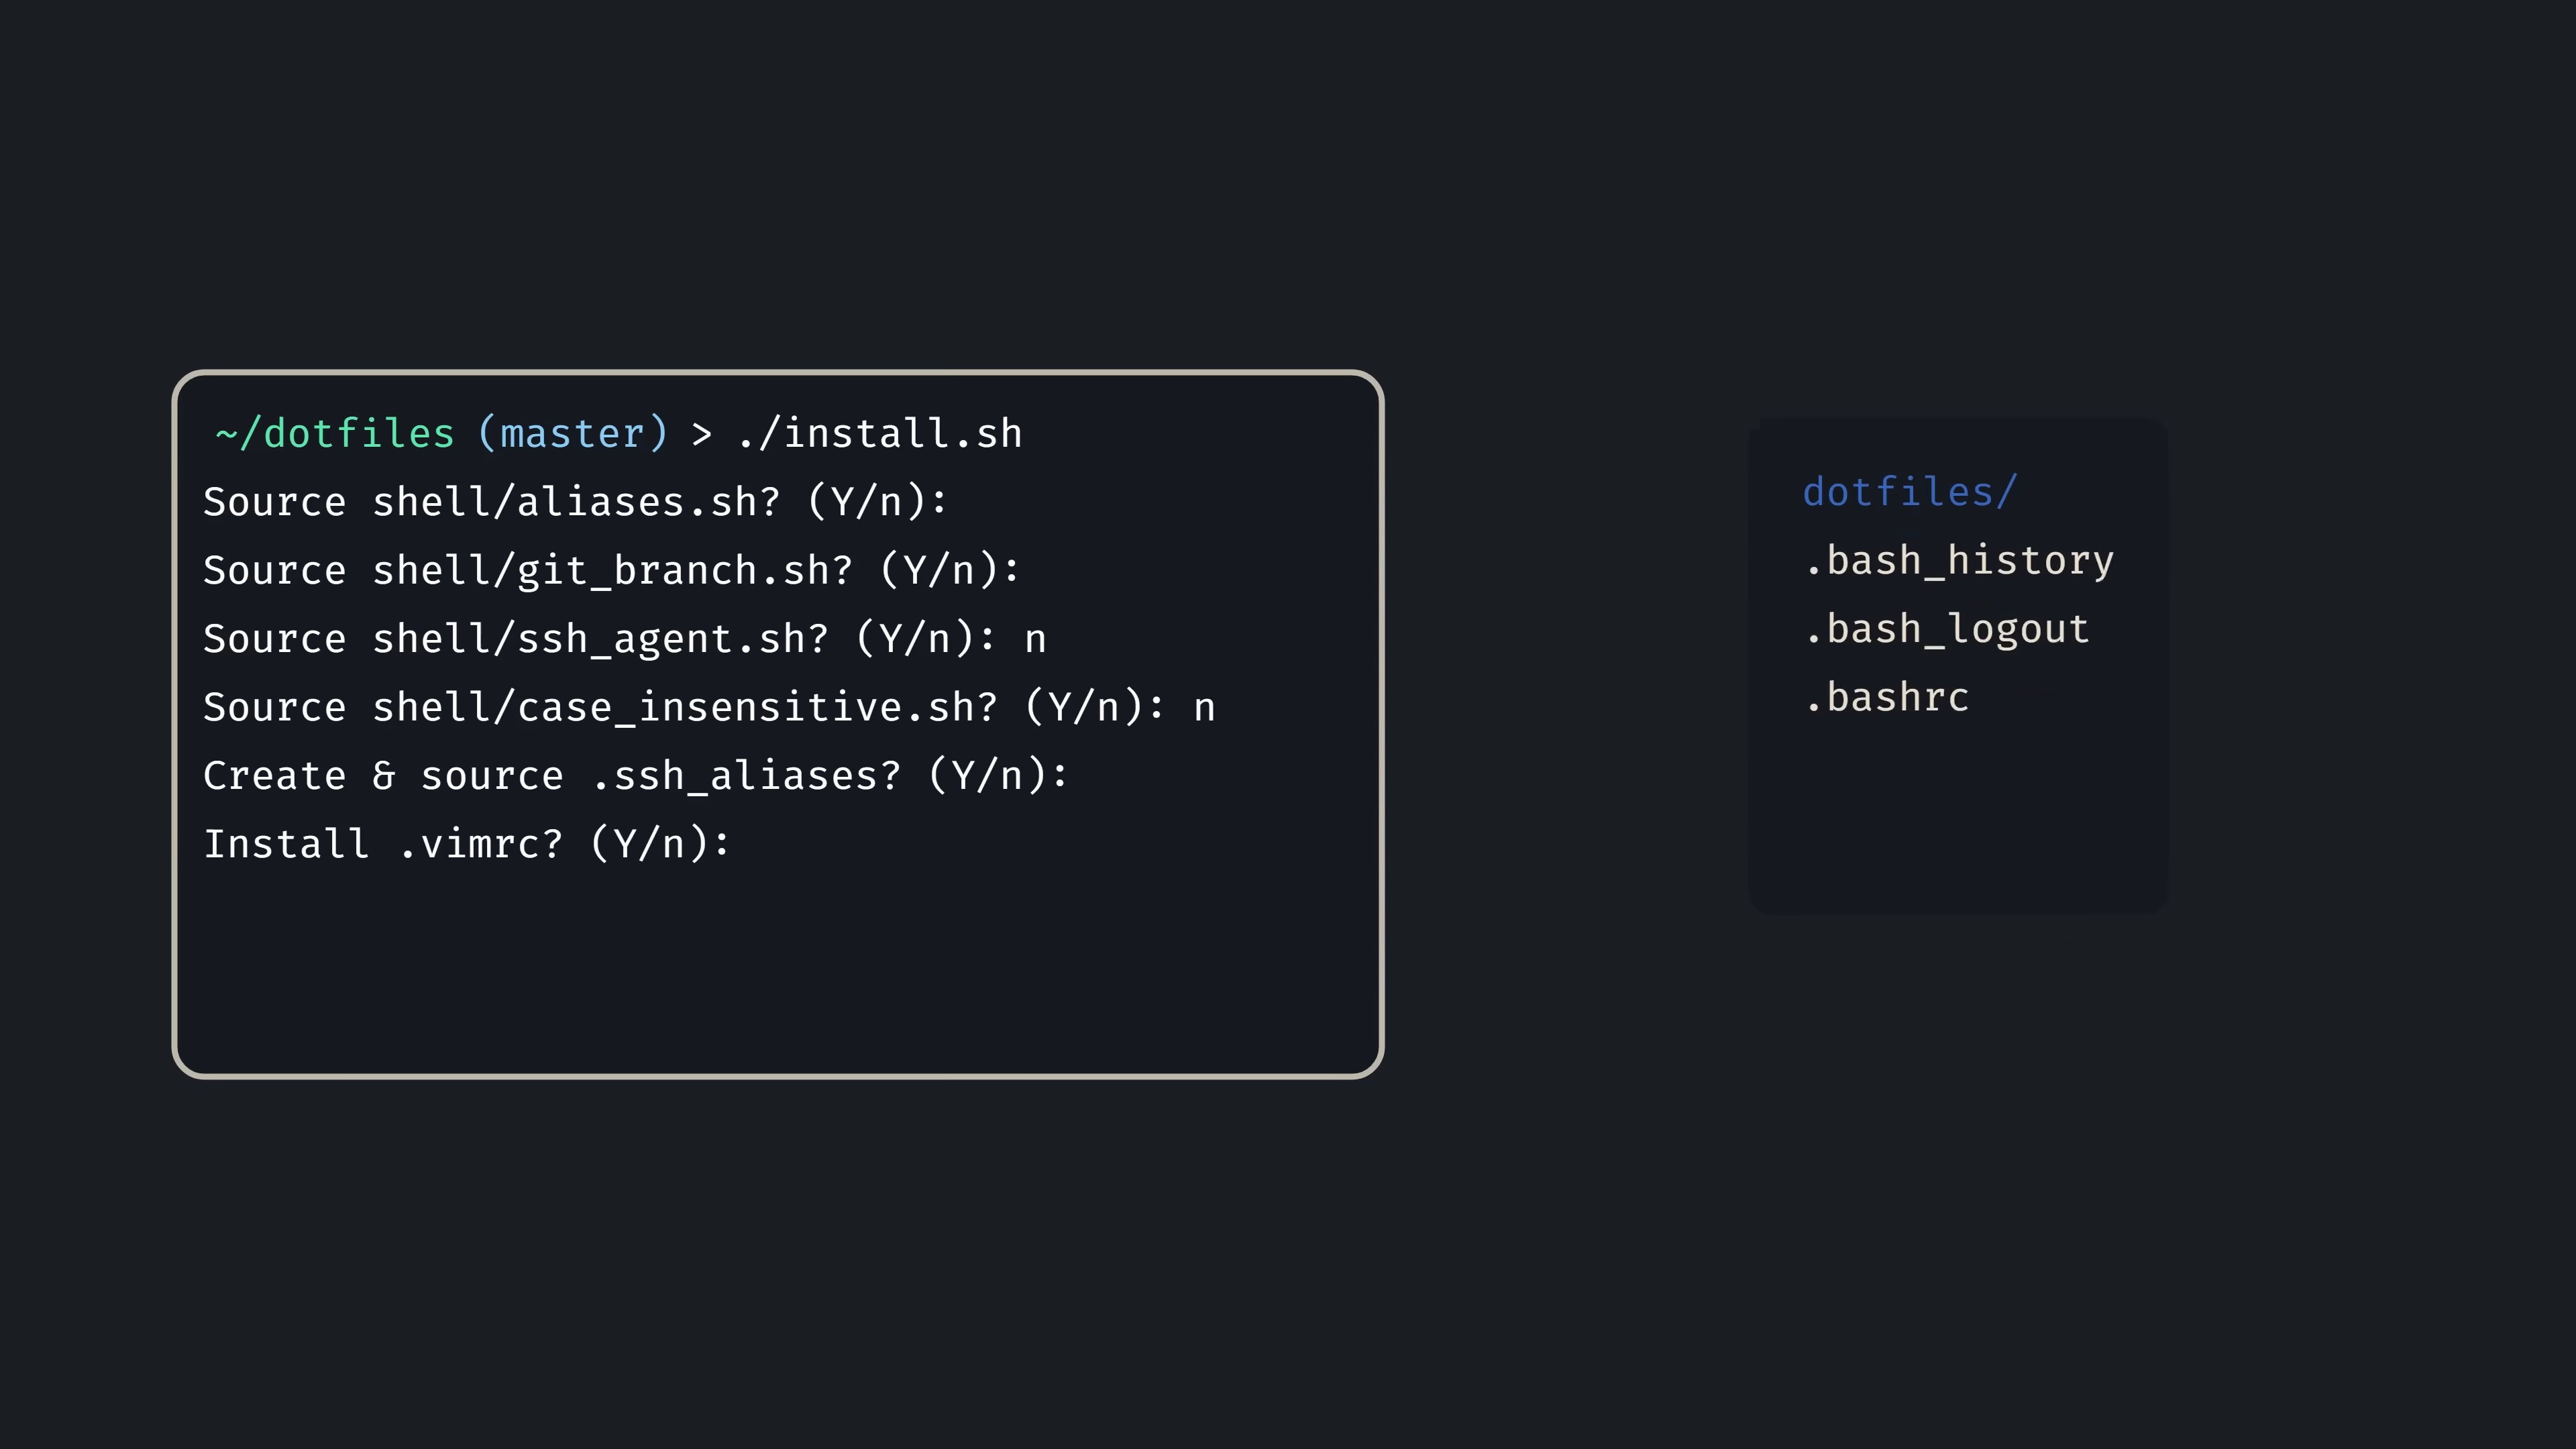 ~/dotfiles (master) > ./install.sh
Source shell/aliases.sh? (Y/n):
Source shell/git_branch.sh? (Y/n):
Source shell/ssh_agent.sh? (Y/n): n
Source shell/case_insensitive.sh? (Y/n): n
Create & source .ssh_aliases? (Y/n):
Install .vimrc? (Y/n):
dotfiles/
.bash_history
.bash_logout
.bashrc